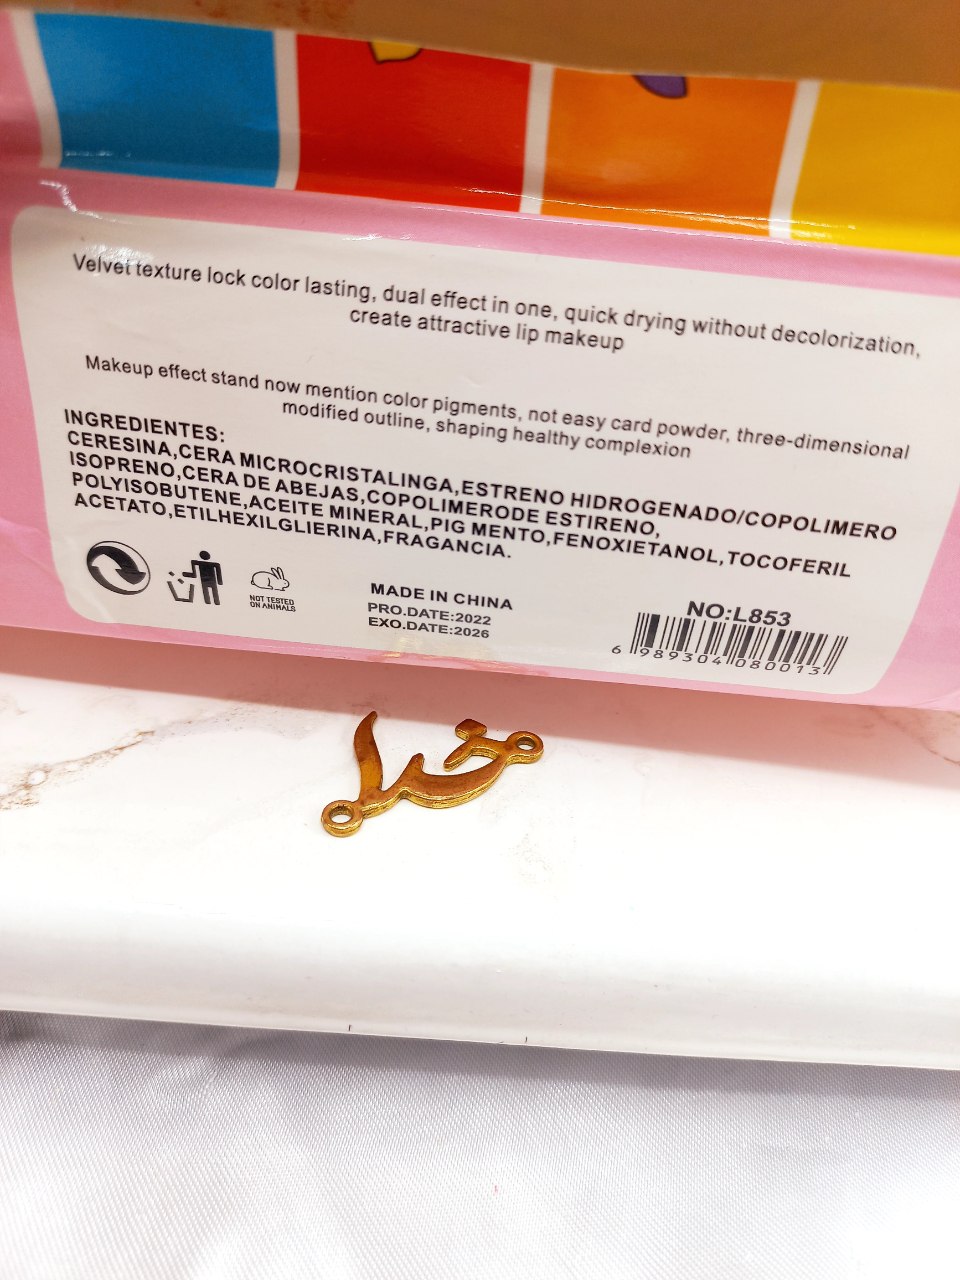 Velvet texture lock color lasting, dual effect in one, quick drying without decolorization,
create attractive lip makeup
Makeup effect stand now mention color pigments, not easy card powder, three-dimensional
modified outline, shaping healthy complexion
INGREDIENTES:
CERESINA,CERA MICROCRISTALINGA,ESTRENO HIDROGENADO/COPOLIMERO
ISOPRENO,CERA DE ABEJAS,COPOLIMERODE ESTIRENO,
POLYISOBUTENE,ACEITE MINERAL,PIG MENTO,FENOXIETANOL,TOCOFERIL
ACETATO,ETILHEXILGLIERINA,FRAGANCIA.
NOT TESTED
ON ANIMALS
MADE IN CHINA
PRO.DATE:2022
EXO.DATE:2026
NO:L853
6 989304 080013